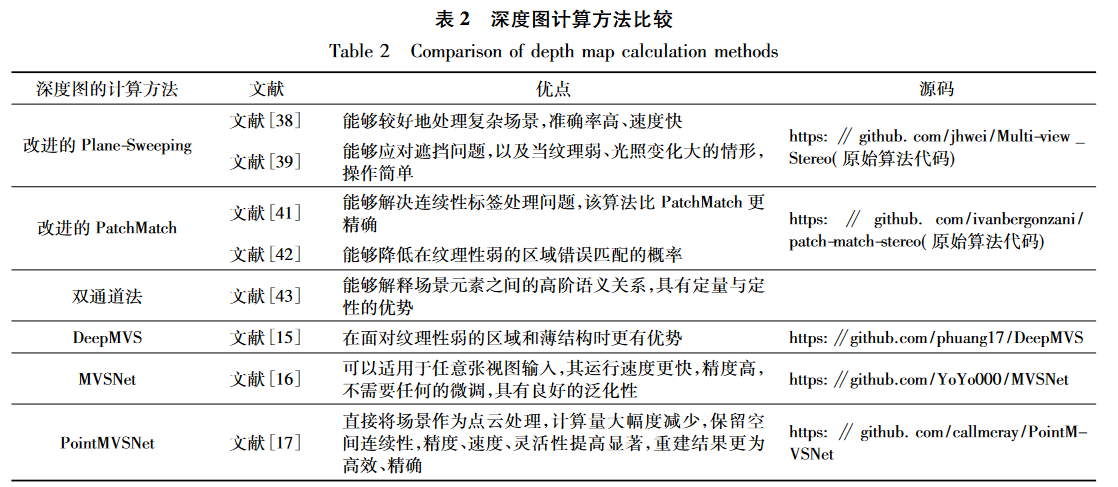 表 2 深度图计算方法比较
Table 2 Comparison of depth map calculation methods
深度图的计算方法 文献 优点 源码
改进的 Plane-Sweeping
文献[38] 能够较好地处理复杂场景,准确率高、速度快
文献[39] 能够应对遮挡问题,以及当纹理弱、光照变化大的情形,
操作简单
https: // github. com/jhwei/Multi-view _
Stereo( 原始算法代码)
改进的 PatchMatch
文献[41] 能够解决连续性标签处理问题,该算法比 PatchMatch 更
精确
文献[42] 能够降低在纹理性弱的区域错误匹配的概率
https: // github. com/ivanbergonzani/
patch-match-stereo( 原始算法代码)
双通道法 文献[43] 能够解释场景元素之间的高阶语义关系,具有定量与定
性的优势
DeepMVS 文献[15] 在面对纹理性弱的区域和薄结构时更有优势 https: //github.com/phuang17/DeepMVS
MVSNet 文献[16] 可以适用于任意张视图输入,其运行速度更快,精度高,
不需要任何的微调,具有良好的泛化性
https: //github.com/YoYo000/MVSNet
PointMVSNet 文献[17] 直接将场景作为点云处理,计算量大幅度减少,保留空
间连续性,精度、速度、灵活性提高显著,重建结果更为
高效、精确
https: // github. com/callmeray/PointM-
VSNet